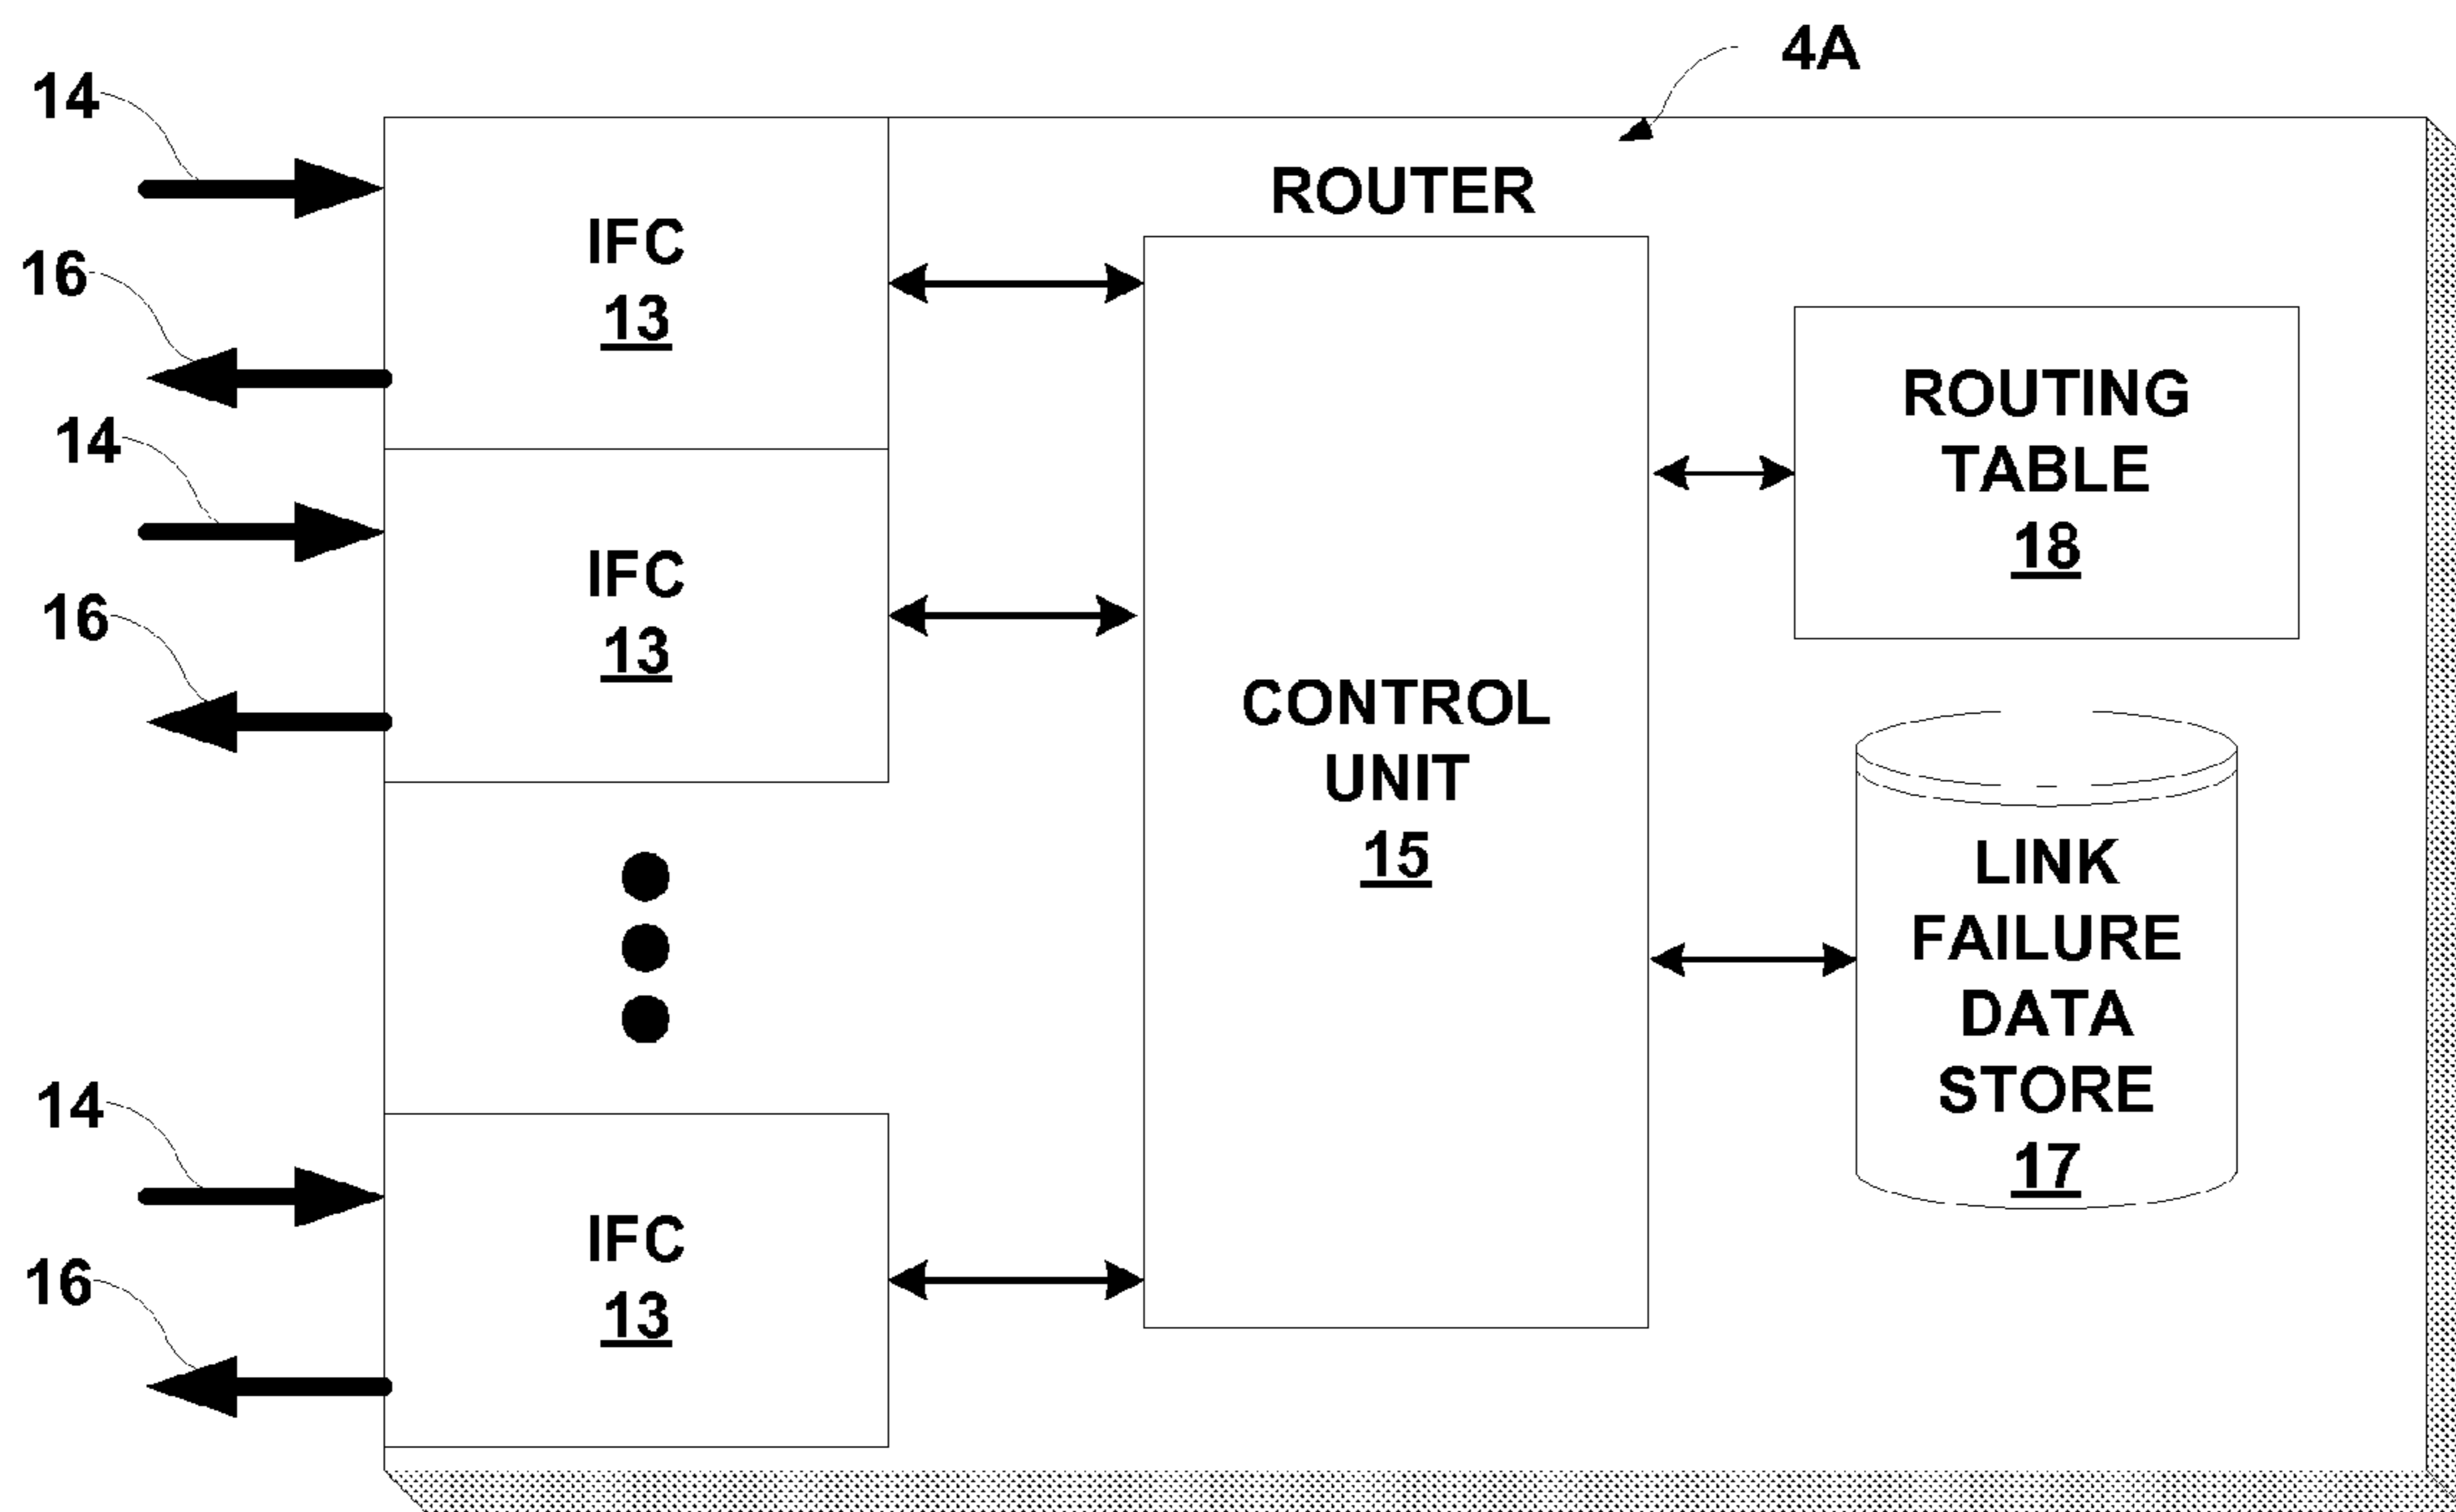 4A
14
ROUTER
IFC
13
16
14
IFC
13
16
ROUTING
TABLE
18
CONTROL
UNIT
15
LINK
FAILURE
DATA
STORE
17
14
IFC
13
16